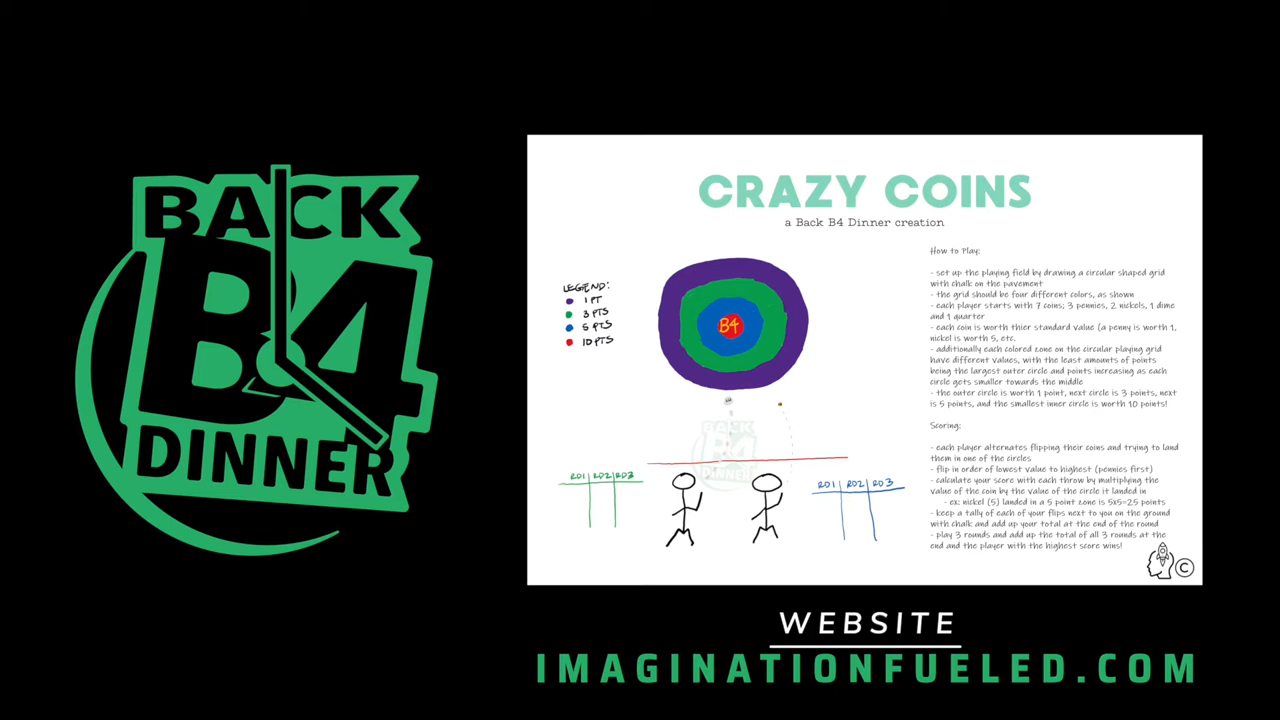 BACK
B4
DINNER
CRAZY COINS
a Back B4 Dinner creation
LEGEND:
1 PT
3 PTS
5 PTS
10 PTS
B4
BACK
B4
DINNER
RD1 RD2 RD3
RD1 RD2 RD3
How to Play:
- set up the playing field by drawing a circular shaped grid
with chalk on the pavement
- the grid should be four different colors, as shown
- each player starts with 7 coins; 3 pennies, 2 nickels, 1 dime
and 1 quarter
- each coin is worth thier standard value (a penny is worth 1,
nickel is worth 5, etc.
- additionally each colored zone on the circular playing grid
have different values, with the least amounts of points
being the largest outer circle and points increasing as each
circle gets smaller towards the middle
- the outer circle is worth 1 point, next circle is 3 points, next
is 5 points, and the smallest inner circle is worth 10 points!
Scoring:
- each player alternates flipping their coins and trying to land
them in one of the circles
- flip in order of lowest value to highest (pennies first)
- calculate your score with each throw by multiplying the
value of the coin by the value of the circle it landed in
- ex: nickel (5) landed in a 5 point zone is 5x5=25 points
- keep a tally of each of your flips next to you on the ground
with chalk and add up your total at the end of the round
- play 3 rounds and add up the total of all 3 rounds at the
end and the player with the highest score wins!
©
WEBSITE
IMAGINATIONFUELED.COM